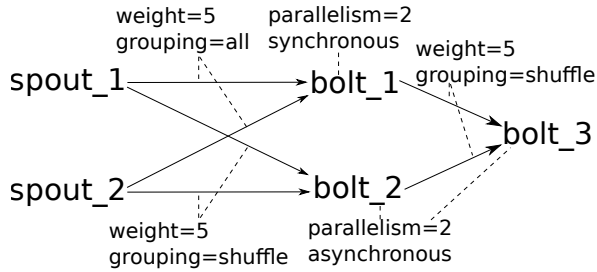 weight=5
grouping=all
parallelism=2
synchronous
weight=5
grouping=shuffle
spout_1
bolt_1
bolt_3
spout_2
bolt_2
weight=5
grouping=shuffle
parallelism=2
asynchronous